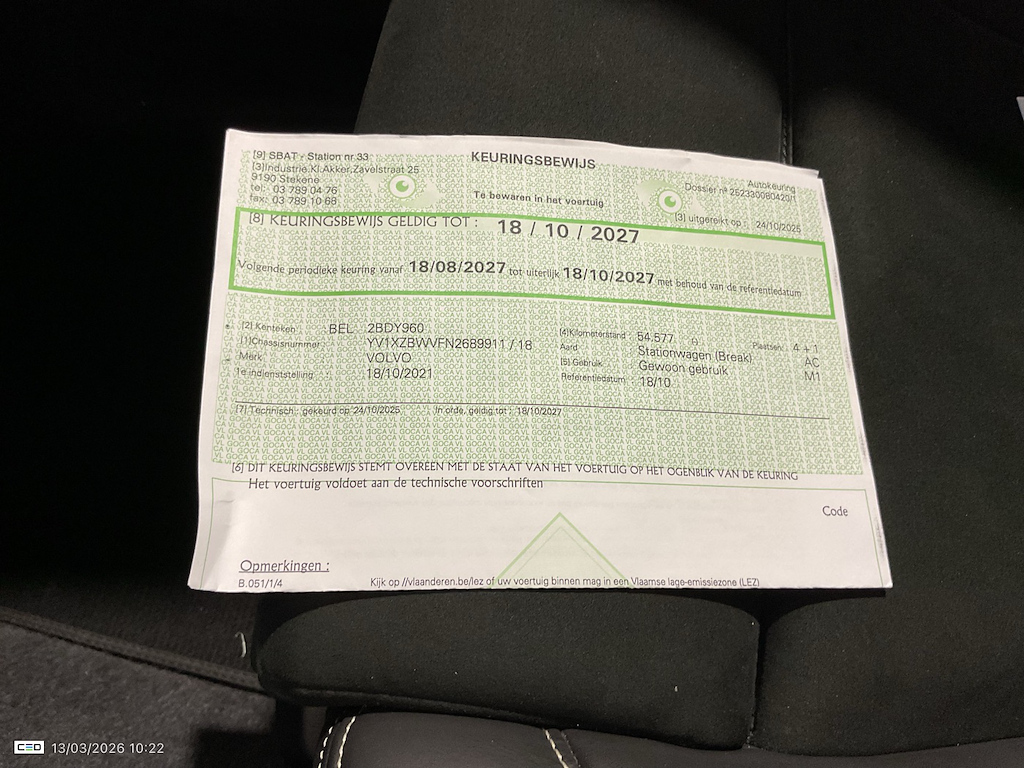 [9] SBAT - Station nr 33
[3]Industrie.Kl.Akker,Zavelstraat 25
9190 Stekene
tel: 03 789 04 76
fax: 03 789 10 68
KEURINGSBEWIJS
Te bewaren in het voertuig
Autokeuring
Dossier nº 252330080420/1
[3] uitgereikt op : 24/10/2025
[8] KEURINGSBEWIJS GELDIG TOT : 18 / 10 / 2027
Volgende periodieke keuring vanaf 18/08/2027 tot uiterlijk 18/10/2027 met behoud van de referentiedatum
[2] Kenteken : BEL 2BDY960
[1]Chassisnummer : YV1XZBWVFN2689911 / 18
Merk VOLVO
1e indienststelling : 18/10/2021
[4]Kilometerstand : 54.577 Plaatsen: 4 + 1
Aard Stationwagen (Break) AC
[5] Gebruik : Gewoon gebruik M1
Referentiedatum : 18/10
[7] Technisch : gekeurd op 24/10/2025 In orde, geldig tot : 18/10/2027
[6] DIT KEURINGSBEWIJS STEMT OVEREEN MET DE STAAT VAN HET VOERTUIG OP HET OGENBLIK VAN DE KEURING
Het voertuig voldoet aan de technische voorschriften
Code
Opmerkingen :
B.051/1/4
Kijk op //vlaanderen.be/lez of uw voertuig binnen mag in een Vlaamse lage-emissiezone (LEZ)
13/03/2026 10:22